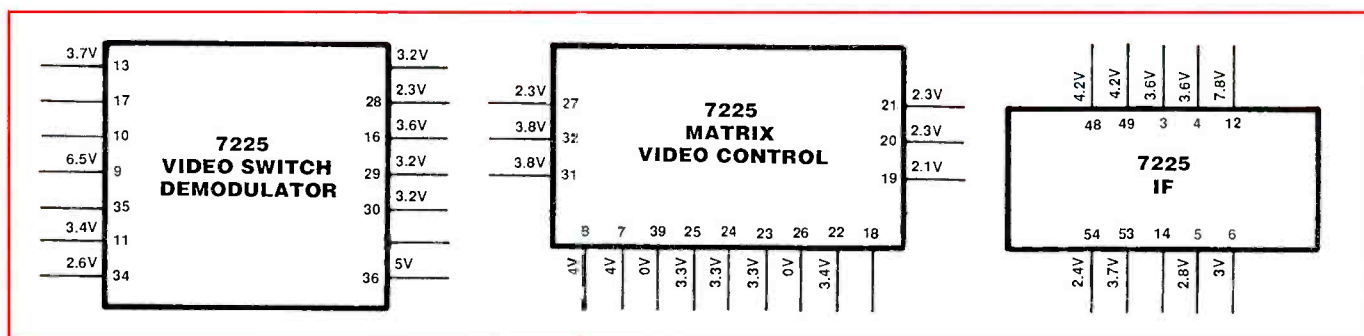 3.7V 13
17
10
6.5V 9
35
3.4V 11
2.6V 34
7225
VIDEO SWITCH
DEMODULATOR
3.2V
28 2.3V
16 3.6V
29 3.2V
30 3.2V
36 5V
2.3V 27
3.8V 32
3.8V 31
7225
MATRIX
VIDEO CONTROL
21 2.3V
20 2.3V
19 2.1V
8 7 39 25 24 23 26 22 18
4V 4V 0V 3.3V 3.3V 3.3V 0V 3.4V
4.2V 4.2V 3.6V 3.6V 7.8V
48 49 3 4 12
7225
IF
54 53 14 5 6
2.4V 3.7V 2.8V 3V